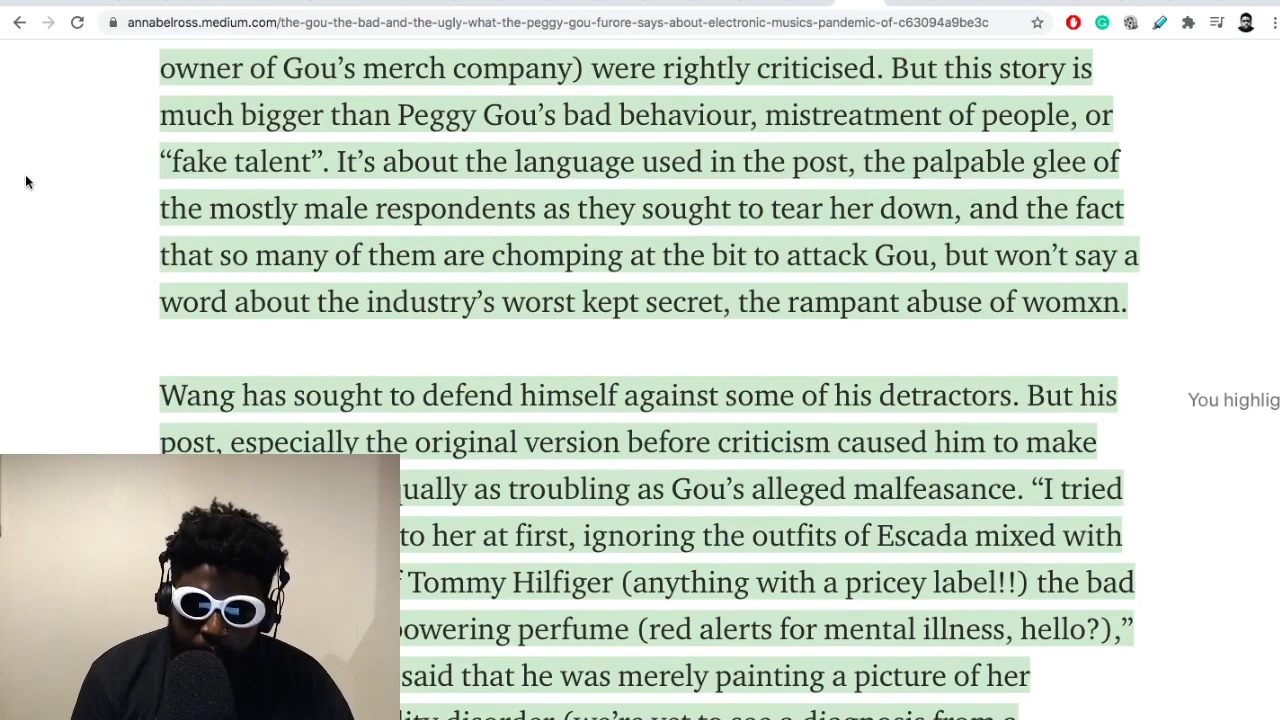 annabelross.medium.com/the-gou-the-bad-and-the-ugly-what-the-peggy-gou-furore-says-about-electronic-musics-pandemic-of-c63094a9be3c
owner of Gou’s merch company) were rightly criticised. But this story is
much bigger than Peggy Gou’s bad behaviour, mistreatment of people, or
“fake talent”. It’s about the language used in the post, the palpable glee of
the mostly male respondents as they sought to tear her down, and the fact
that so many of them are chomping at the bit to attack Gou, but won’t say a
word about the industry’s worst kept secret, the rampant abuse of womxn.
Wang has sought to defend himself against some of his detractors. But his
You highlig
post, especially the original version before criticism caused him to make
ually as troubling as Gou’s alleged malfeasance. “I tried
to her at first, ignoring the outfits of Escada mixed with
Tommy Hilfiger (anything with a pricey label!!) the bad
powering perfume (red alerts for mental illness, hello?),”
said that he was merely painting a picture of her
lity disorder (we’re yet to see a diagnosis from a